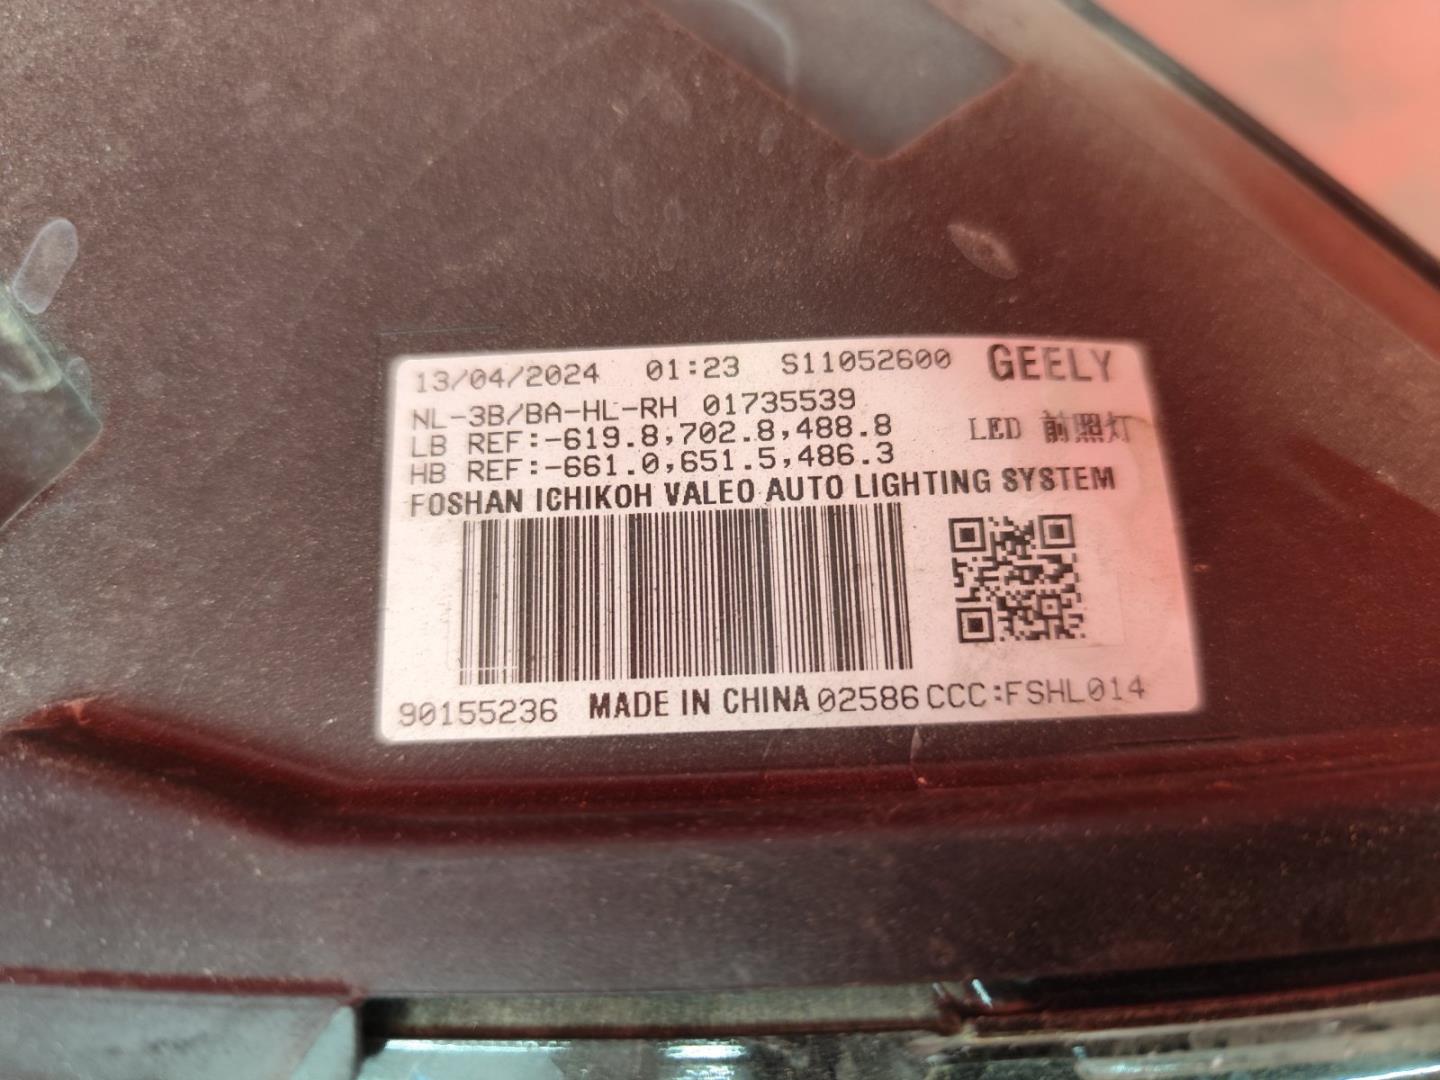 13/04/2024 01:23 S11052600 GEELY
NL-3B/BA-HL-RH 01735539
LB REF:-619.8,702.8,488.8 LED 前照灯
HB REF:-661.0,651.5,486.3
FOSHAN ICHIKOH VALEO AUTO LIGHTING SYSTEM
90155236 MADE IN CHINA 02586 CCC:FSHL014